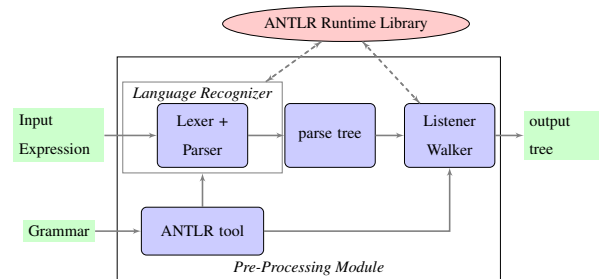 ANTLR Runtime Library
Language Recognizer
Input
Expression
Lexer +
Parser
parse tree
Listener
Walker
output
tree
Grammar
ANTLR tool
Pre-Processing Module